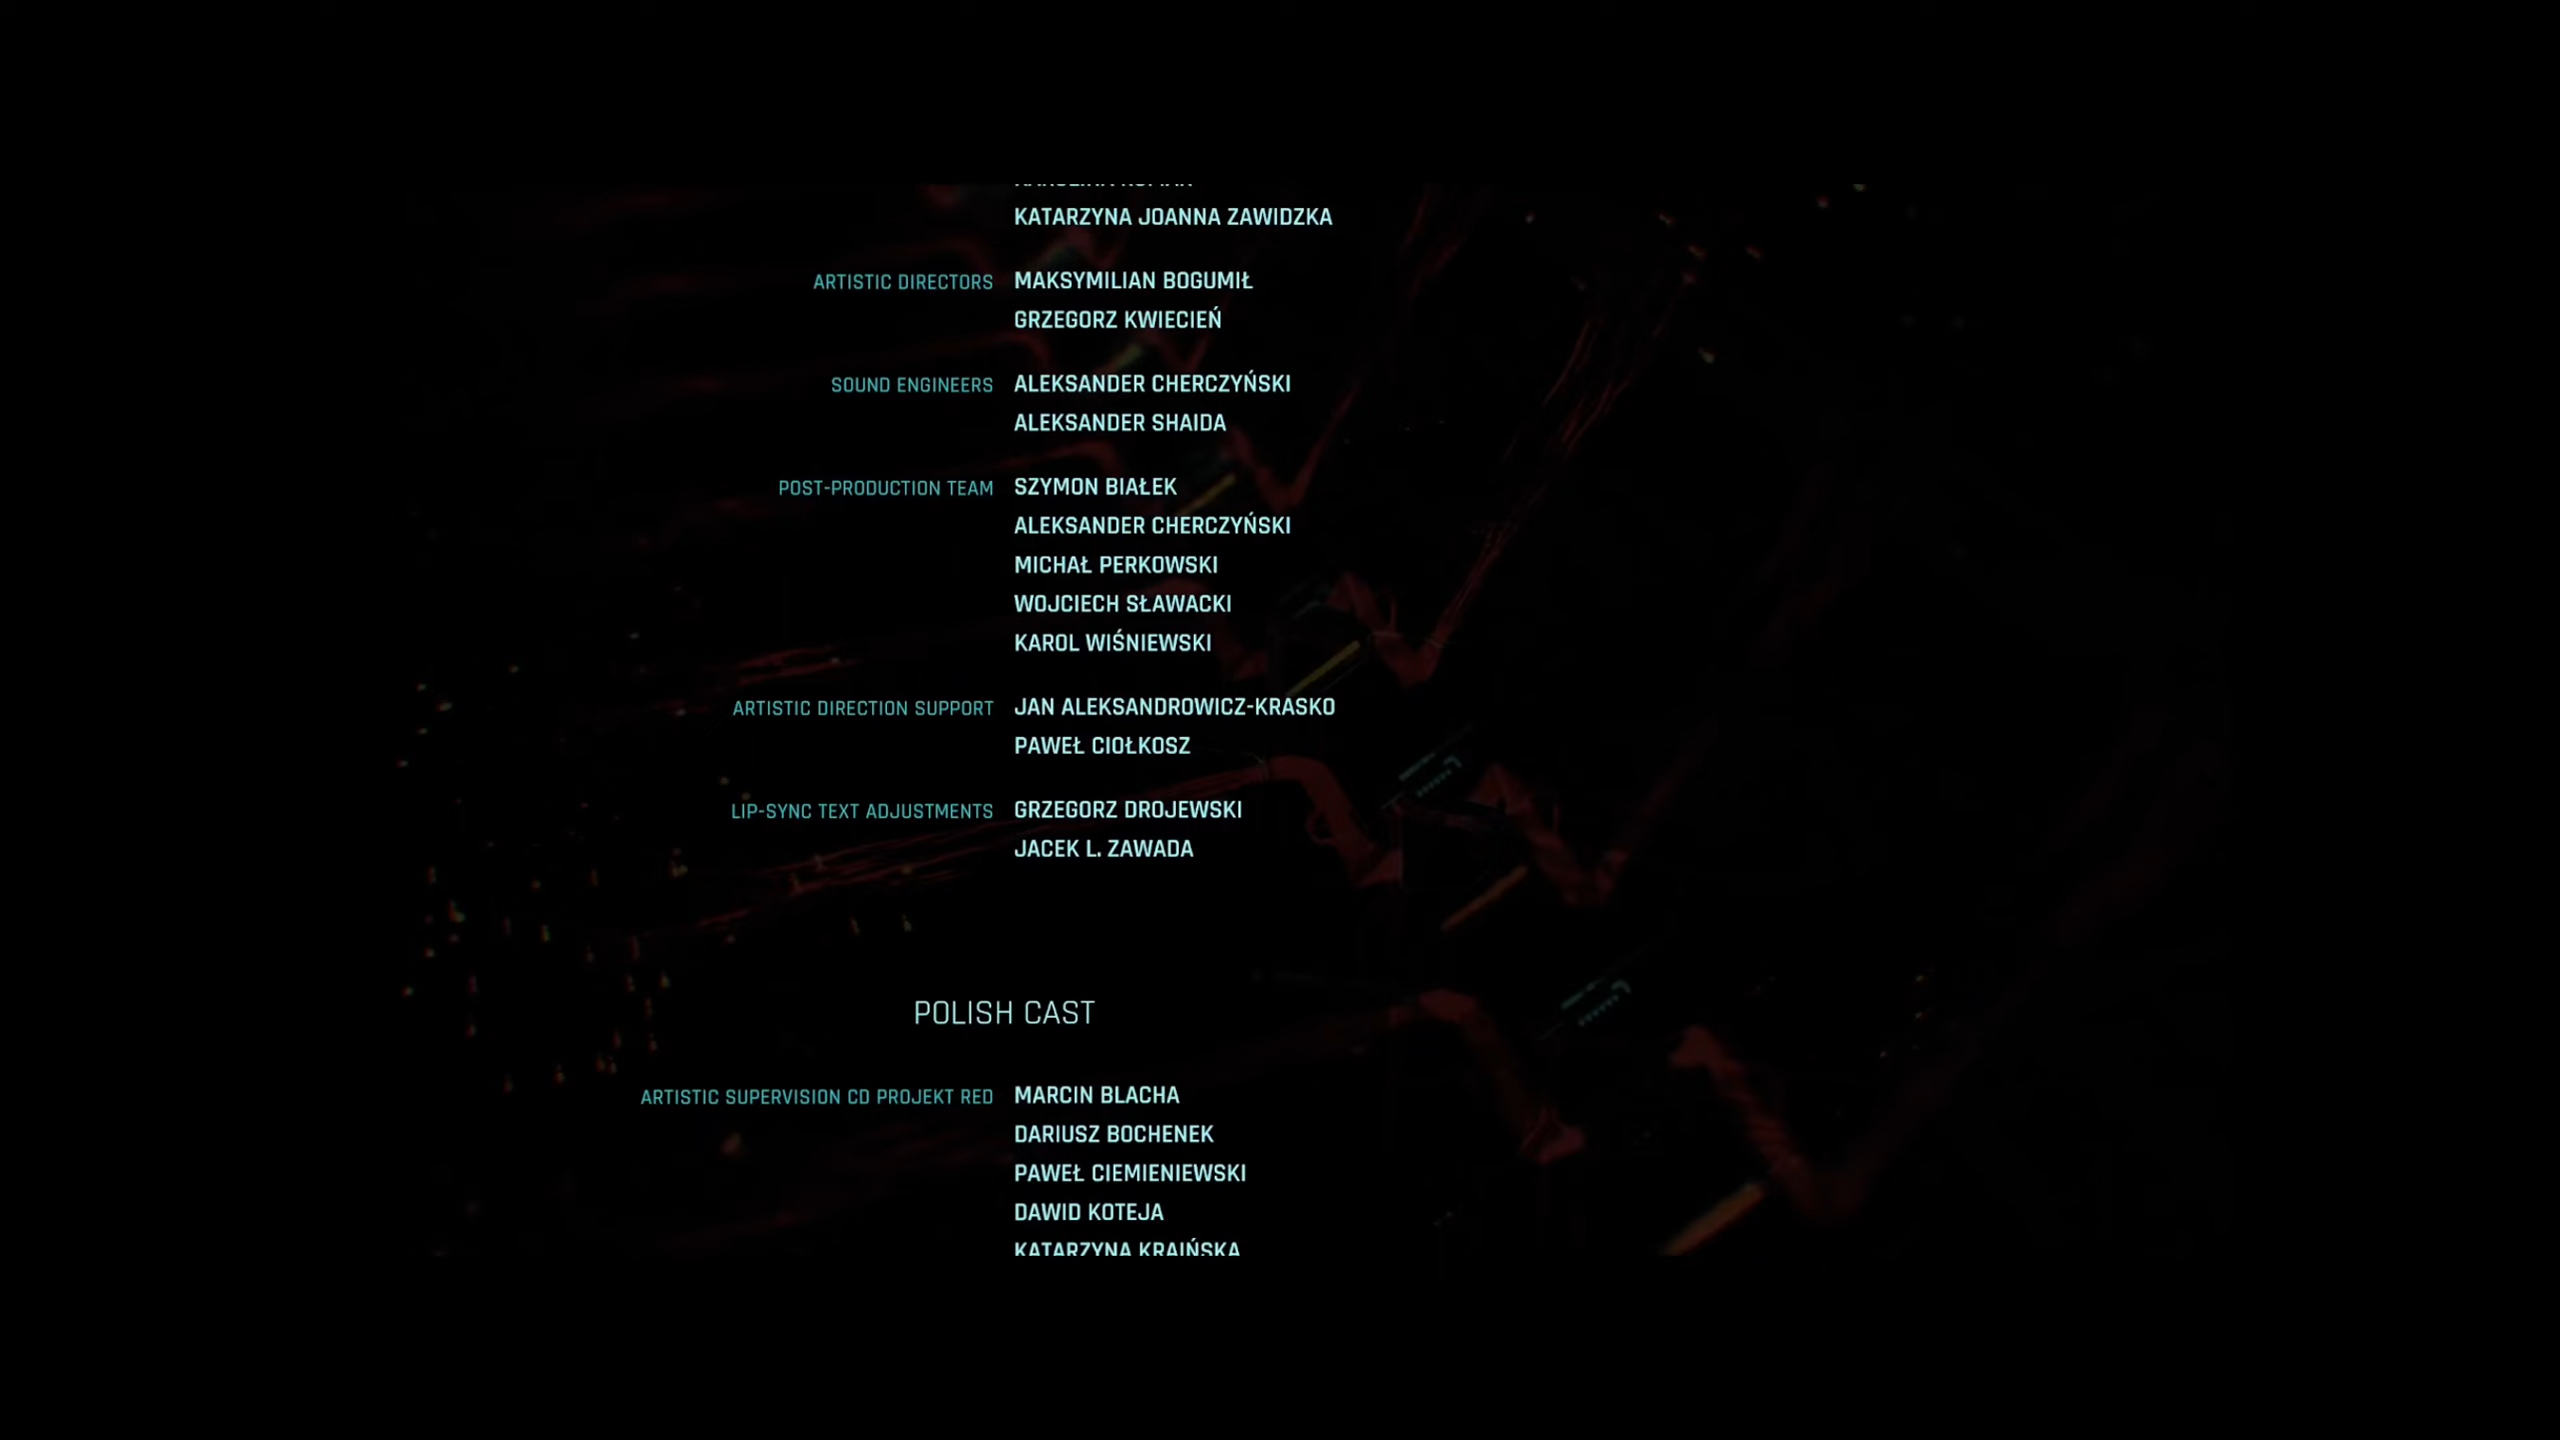 KATARZYNA JOANNA ZAWIDZKA
ARTISTIC DIRECTORS MAKSYMILIAN BOGUMIŁ
GRZEGORZ KWIECIEŃ
SOUND ENGINEERS ALEKSANDER CHERCZYŃSKI
ALEKSANDER SHAIDA
POST-PRODUCTION TEAM SZYMON BIAŁEK
ALEKSANDER CHERCZYŃSKI
MICHAŁ PERKOWSKI
WOJCIECH SŁAWACKI
KAROL WIŚNIEWSKI
ARTISTIC DIRECTION SUPPORT JAN ALEKSANDROWICZ-KRASKO
PAWEŁ CIOŁKOSZ
LIP-SYNC TEXT ADJUSTMENTS GRZEGORZ DROJEWSKI
JACEK L. ZAWADA
POLISH CAST
ARTISTIC SUPERVISION CD PROJEKT RED MARCIN BLACHA
DARIUSZ BOCHENEK
PAWEŁ CIEMIENIEWSKI
DAWID KOTEJA
KATARZYNA KRAIŃSKA